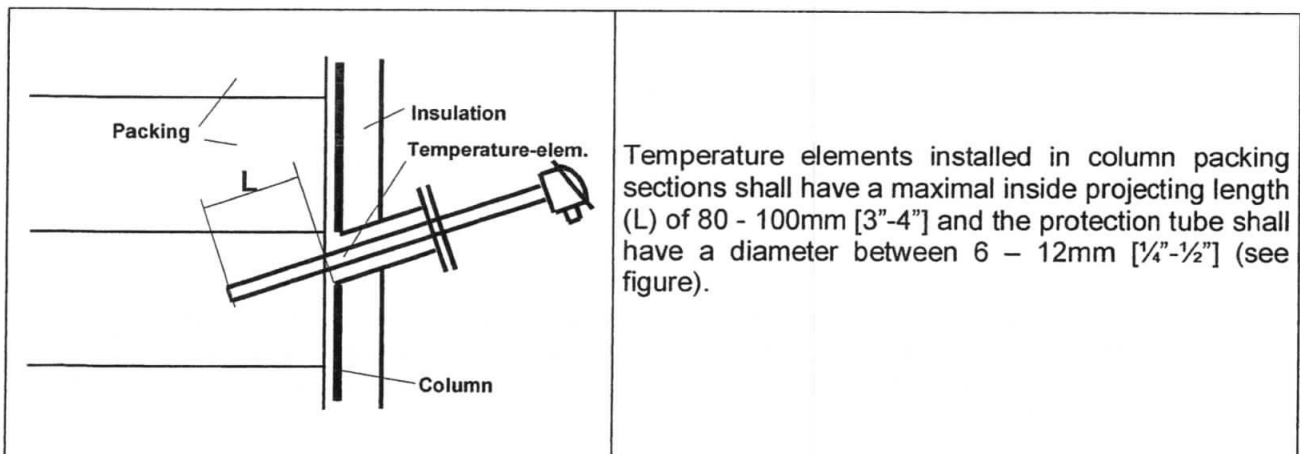 Packing
Insulation
Temperature-elem.
L
Column
Temperature elements installed in column packing
sections shall have a maximal inside projecting length
(L) of 80 - 100mm [3”-4”] and the protection tube shall
have a diameter between 6 – 12mm [¼”-½”] (see
figure).